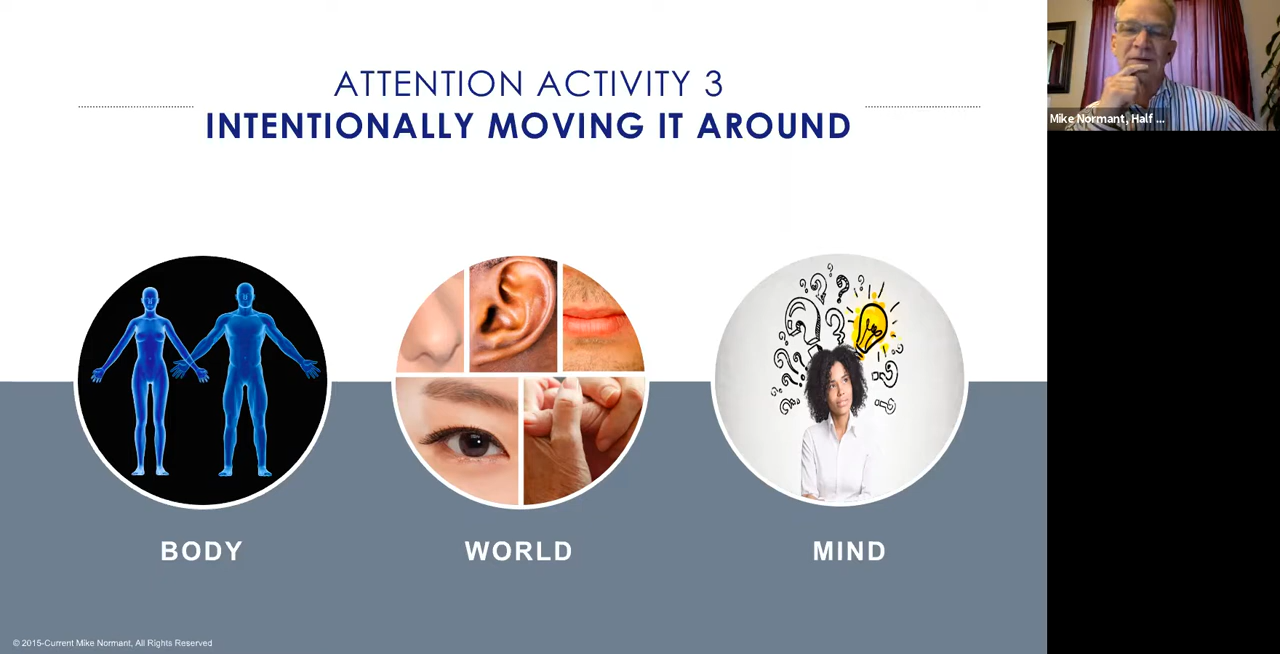 ATTENTION ACTIVITY 3
INTENTIONALLY MOVING IT AROUND
Mike Normant, Half ...
BODY
WORLD
MIND
© 2015-Current Mike Normant, All Rights Reserved